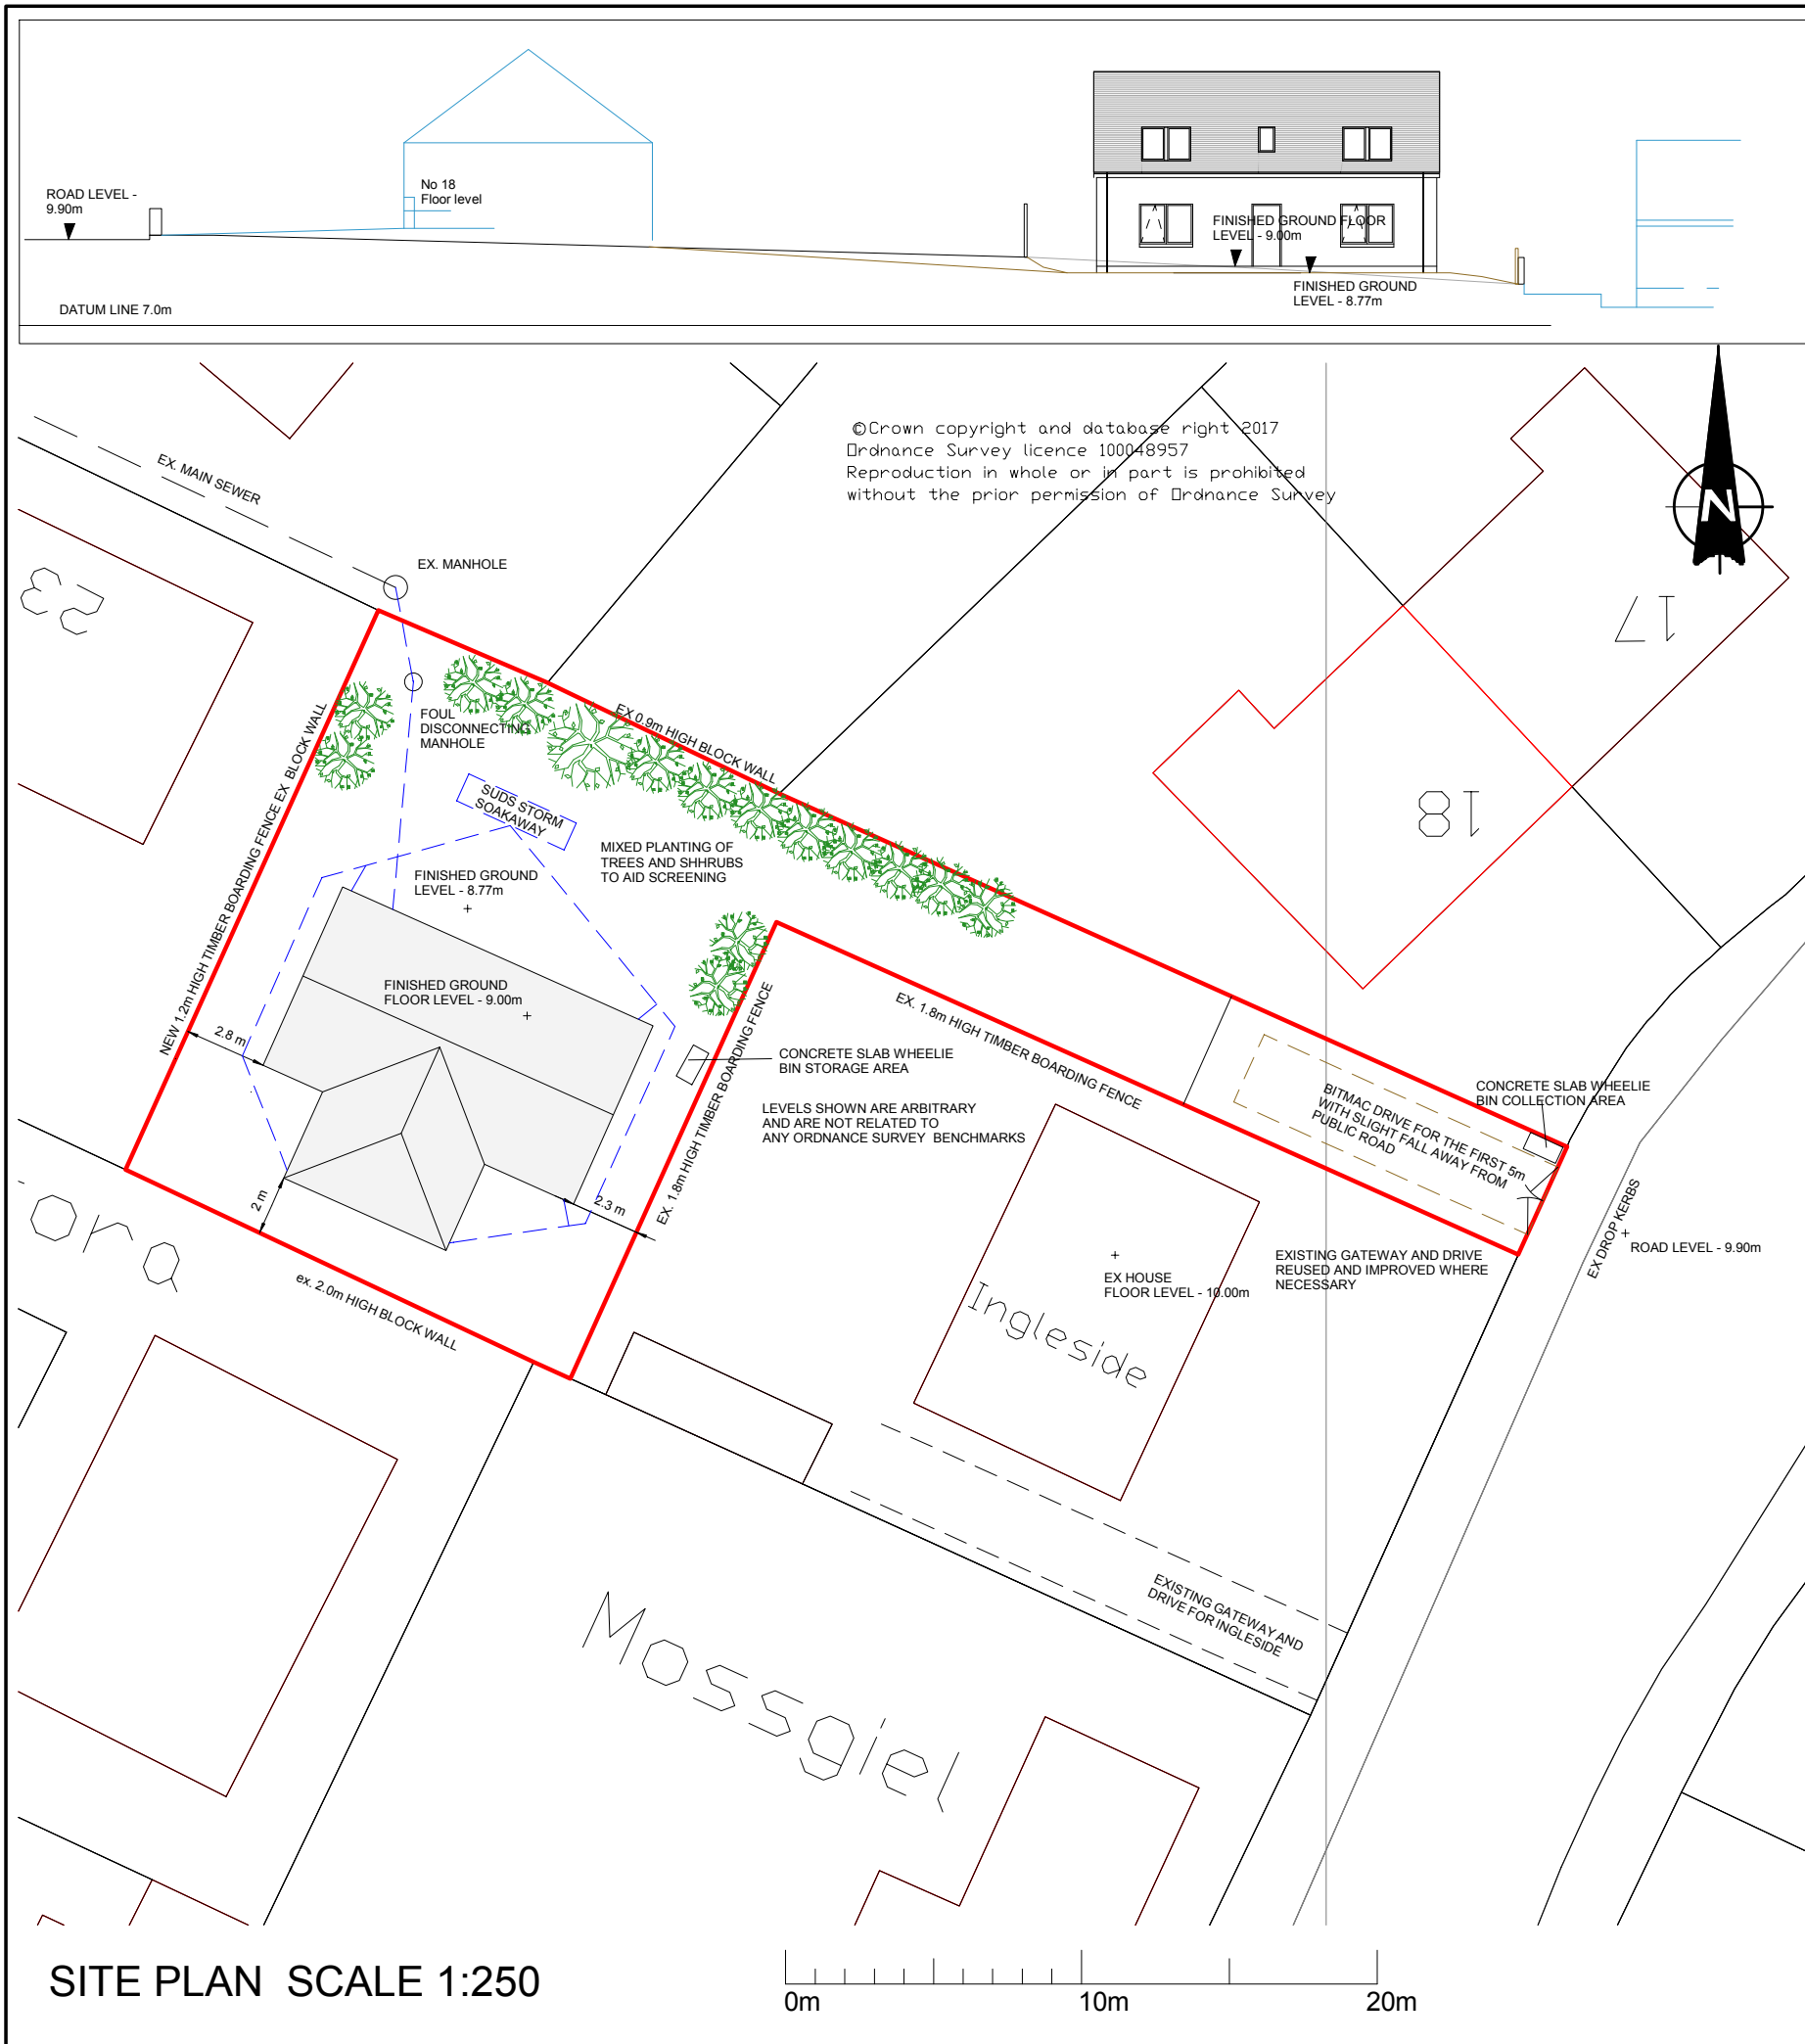 ROAD LEVEL -
9.90m
No 18
Floor level
FINISHED GROUND FLOOR
LEVEL - 9.00m
FINISHED GROUND
LEVEL - 8.77m
DATUM LINE 7.0m
©Crown copyright and database right 2017
Ordnance Survey licence 100048957
Reproduction in whole or in part is prohibited
without the prior permission of Ordnance Survey
N
EX. MAIN SEWER
EX. MANHOLE
23
17
FOUL
DISCONNECTING
MANHOLE
EX 0.9m HIGH BLOCK WALL
NEW 1.2m HIGH TIMBER BOARDING FENCE EX. BLOCK WALL
SUDS STORM
SOAKAWAY
18
MIXED PLANTING OF
TREES AND SHHRUBS
TO AID SCREENING
FINISHED GROUND
LEVEL - 8.77m
FINISHED GROUND
FLOOR LEVEL - 9.00m
2.8 m
EX. 1.8m HIGH TIMBER BOARDING FENCE
EX. 1.8m HIGH TIMBER BOARDING FENCE
CONCRETE SLAB WHEELIE
BIN STORAGE AREA
LEVELS SHOWN ARE ARBITRARY
AND ARE NOT RELATED TO
ANY ORDNANCE SURVEY BENCHMARKS
BITMAC DRIVE FOR THE FIRST 5m
WITH SLIGHT FALL AWAY FROM
PUBLIC ROAD
CONCRETE SLAB WHEELIE
BIN COLLECTION AREA
2 m
2.3 m
EX DROP KERBS
ROAD LEVEL - 9.90m
EXISTING GATEWAY AND DRIVE
REUSED AND IMPROVED WHERE
NECESSARY
EX HOUSE
FLOOR LEVEL - 10.00m
Ingleside
ora
ex. 2.0m HIGH BLOCK WALL
EXISTING GATEWAY AND
DRIVE FOR INGLESIDE
Mossgiel
SITE PLAN SCALE 1:250
0m
10m
20m